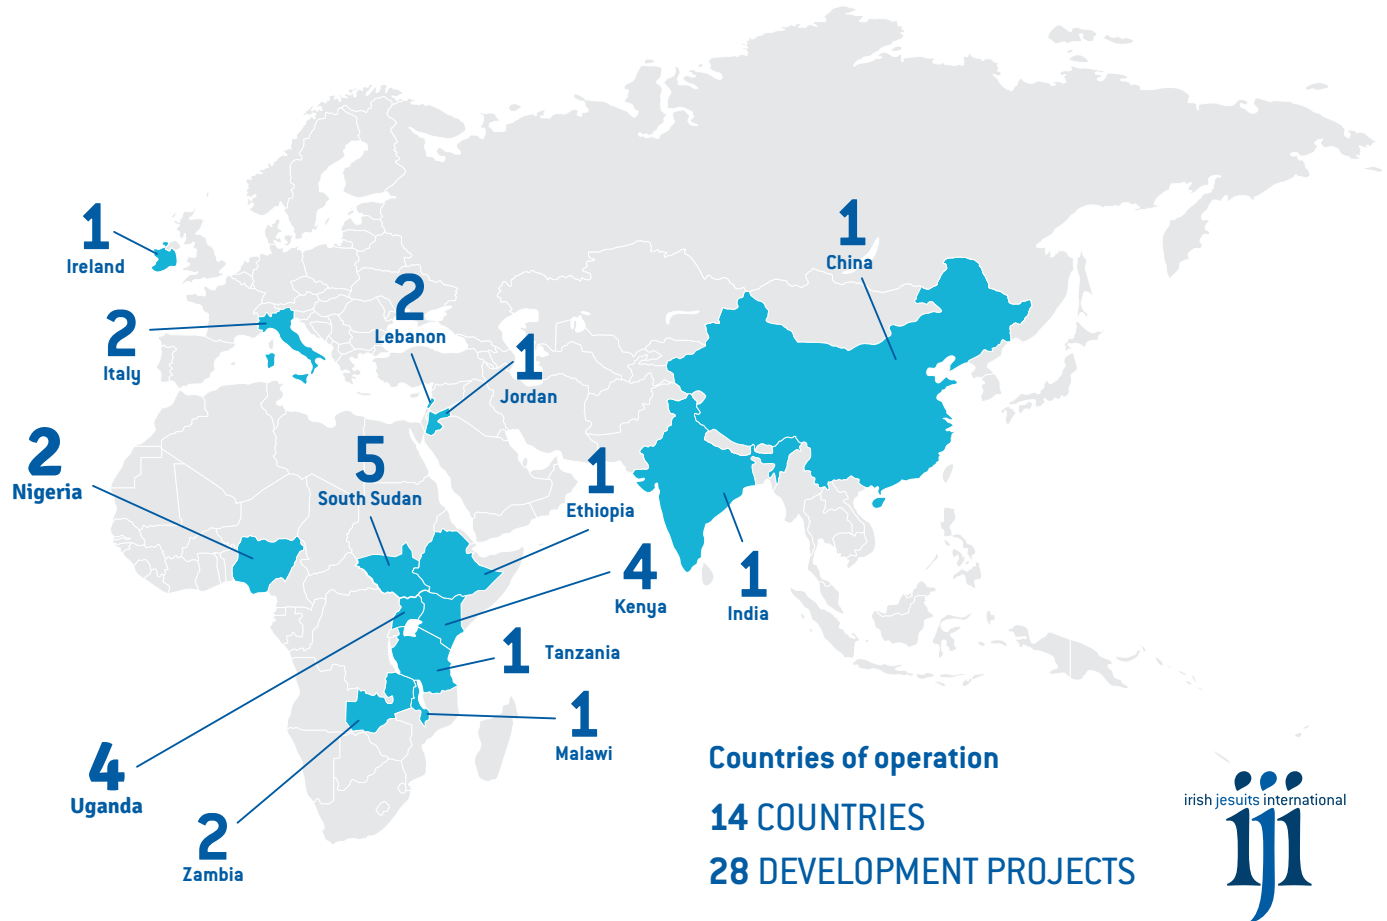 1
Ireland
2
Italy
2
Lebanon
1
Jordan
1
China
2
Nigeria
5
South Sudan
1
Ethiopia
4
Kenya
1
India
1 Tanzania
1
Malawi
4
Uganda
2
Zambia
Countries of operation
14 COUNTRIES
28 DEVELOPMENT PROJECTS
irish jesuits international
iji